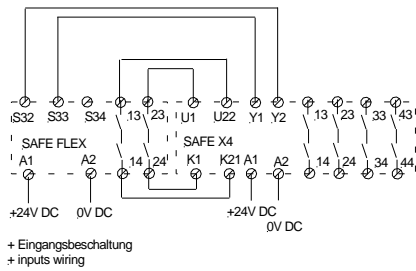 S32 S33 S34 13 23 U1 U22 Y1 Y2 13 23 33 43
SAFE FLEX SAFE X4
A1 A2 14 24 K1 K21 A1 A2 14 24 34 44
+24V DC 0V DC +24V DC
0V DC
+ Eingangsbeschaltung
+ inputs wiring